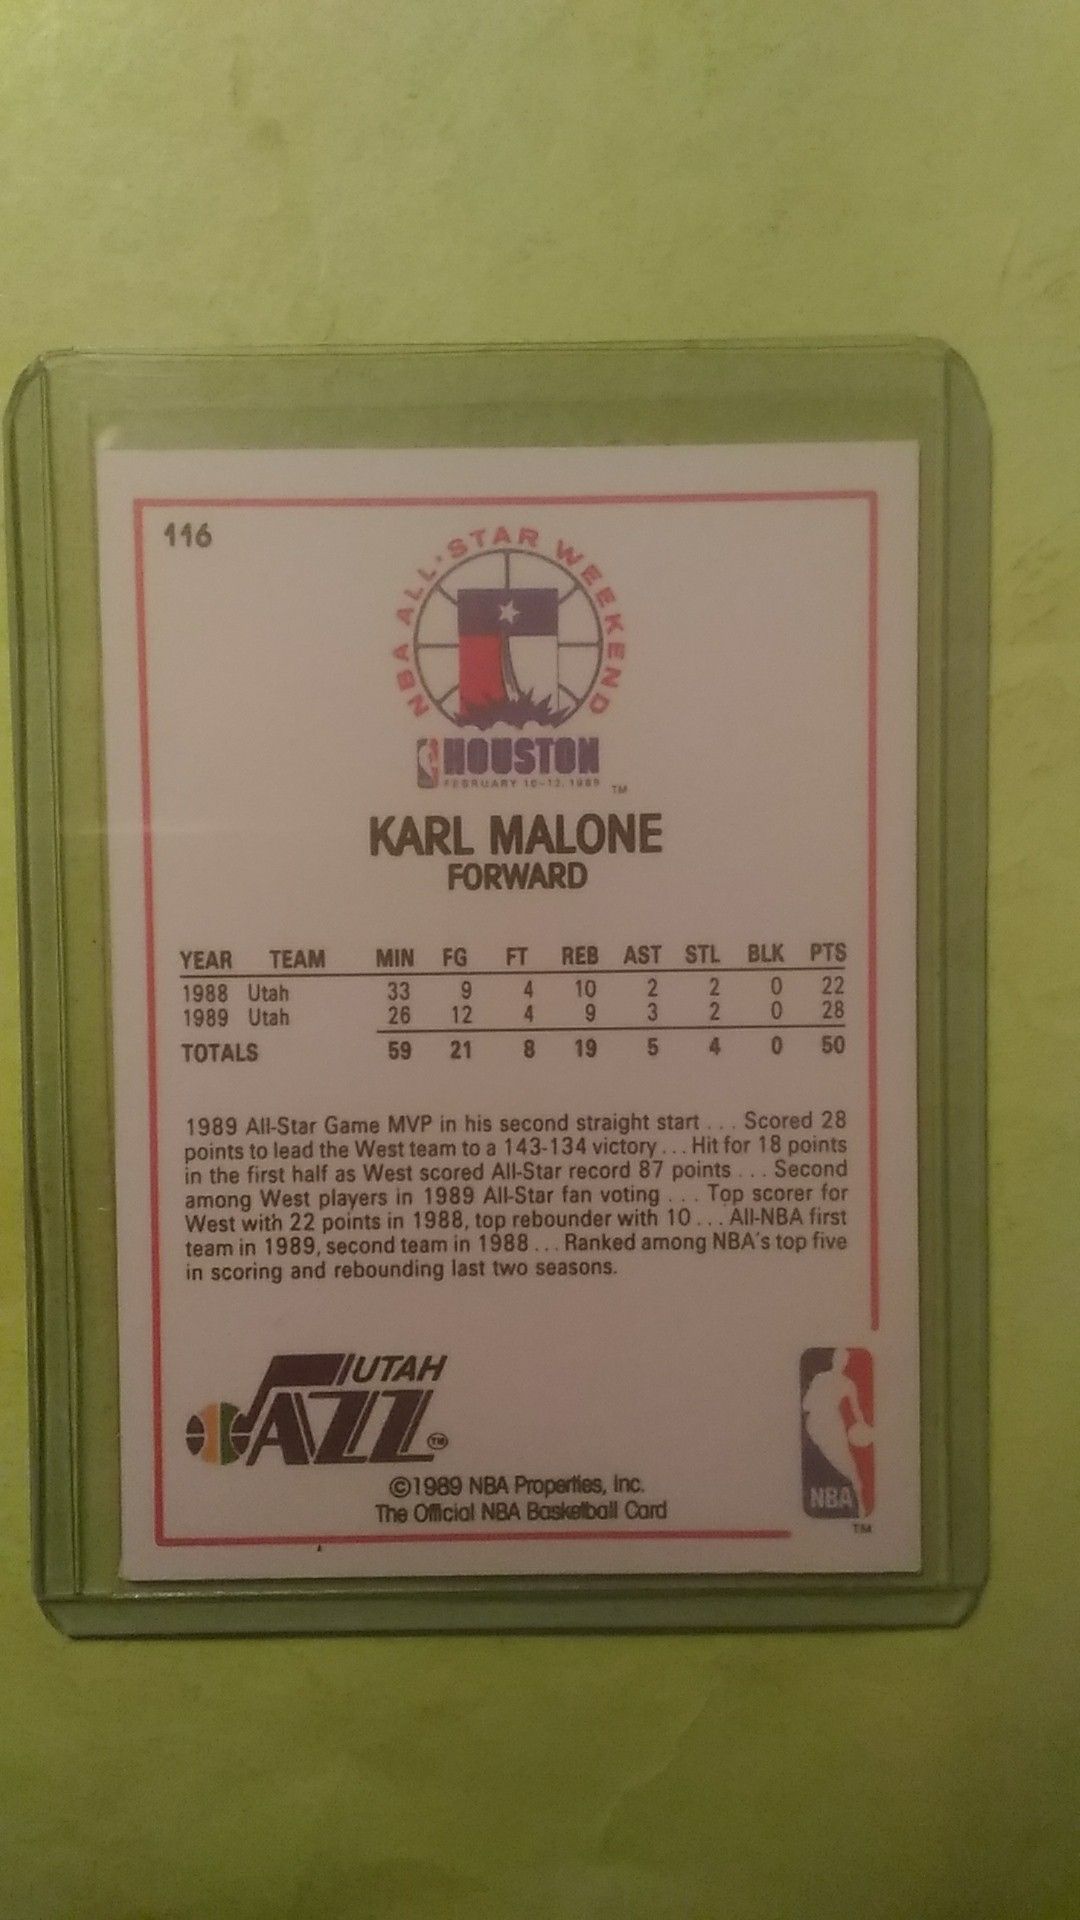 116
NBA ALL·STAR WEEKEND
HOUSTON
FEBRUARY 10-12, 1989 TM
KARL MALONE
FORWARD
YEAR TEAM MIN FG FT REB AST STL BLK PTS
1988 Utah 33 9 4 10 2 2 0 22
1989 Utah 26 12 4 9 3 2 0 28
TOTALS 59 21 8 19 5 4 0 50
1989 All-Star Game MVP in his second straight start . . . Scored 28
points to lead the West team to a 143-134 victory . . . Hit for 18 points
in the first half as West scored All-Star record 87 points . . . Second
among West players in 1989 All-Star fan voting . . . Top scorer for
West with 22 points in 1988, top rebounder with 10 . . . All-NBA first
team in 1989, second team in 1988 . . . Ranked among NBA's top five
in scoring and rebounding last two seasons.
UTAH
JAZZ TM
NBA
TM
©1989 NBA Properties, Inc.
The Official NBA Basketball Card